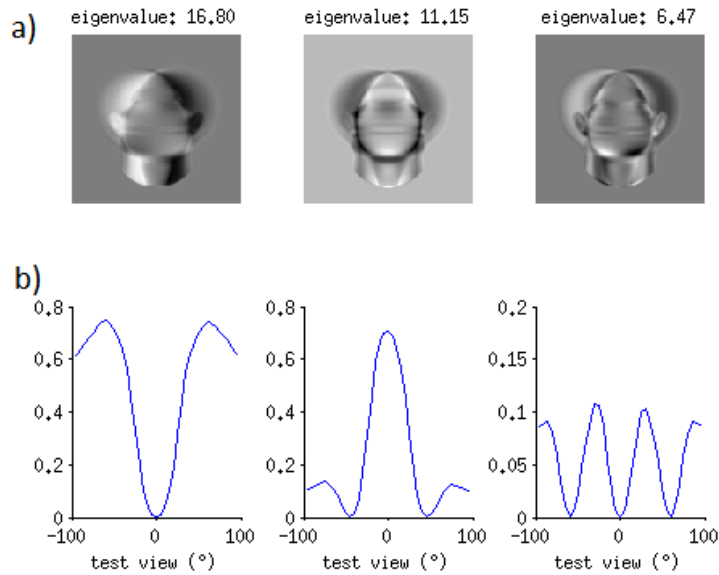 a)
eigenvalue: 16.80 eigenvalue: 11.15 eigenvalue: 6.47
b)
0.8 0.8 0.2
0.6 0.6 0.15
0.4 0.4 0.1
0.2 0.2 0.05
0 0 0
-100 0 100 -100 0 100 -100 0 100
test view (°) test view (°) test view (°)